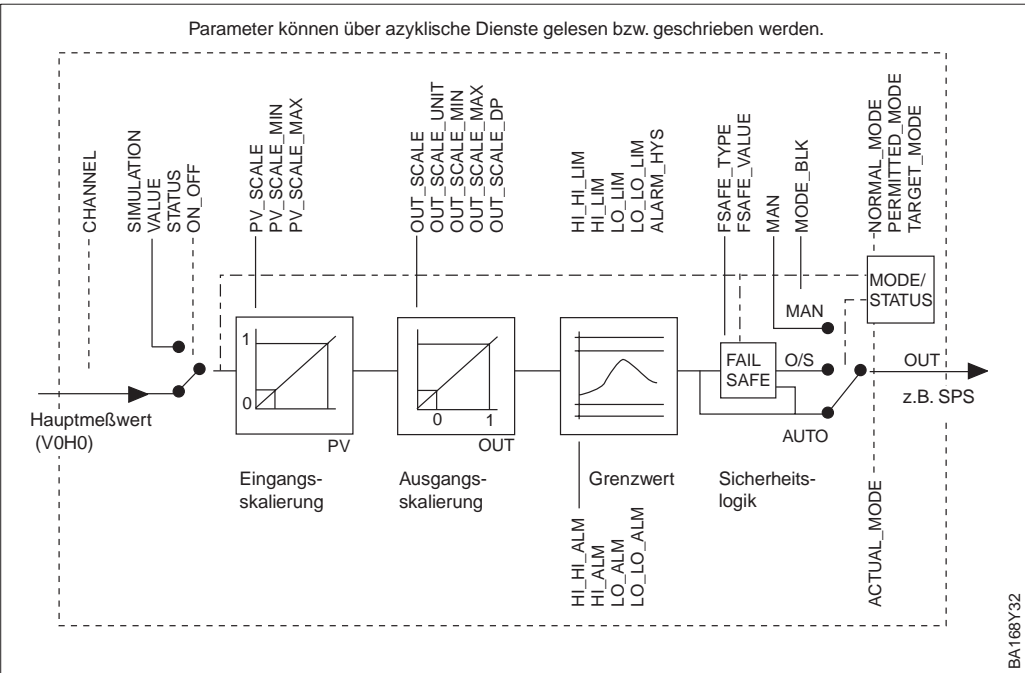 Parameter können über azyklische Dienste gelesen bzw. geschrieben werden.
CHANNEL
SIMULATION
VALUE
STATUS
ON_OFF
PV_SCALE
PV_SCALE_MIN
PV_SCALE_MAX
OUT_SCALE
OUT_SCALE_UNIT
OUT_SCALE_MIN
OUT_SCALE_MAX
OUT_SCALE_DP
HI_HI_LIM
HI_LIM
LO_LIM
LO_LO_LIM
ALARM_HYS
FSAFE_TYPE
FSAFE_VALUE
MAN
MODE_BLK
NORMAL_MODE
PERMITTED_MODE
TARGET_MODE
MODE/
STATUS
MAN
1
0
PV
0
1
OUT
FAIL
SAFE
O/S
AUTO
OUT
z.B. SPS
Hauptmeßwert
(V0H0)
Eingangs-
skalierung
Ausgangs-
skalierung
Grenzwert
Sicherheits-
logik
HI_HI_ALM
HI_ALM
LO_ALM
LO_LO_ALM
ACTUAL_MODE
BA168Y32